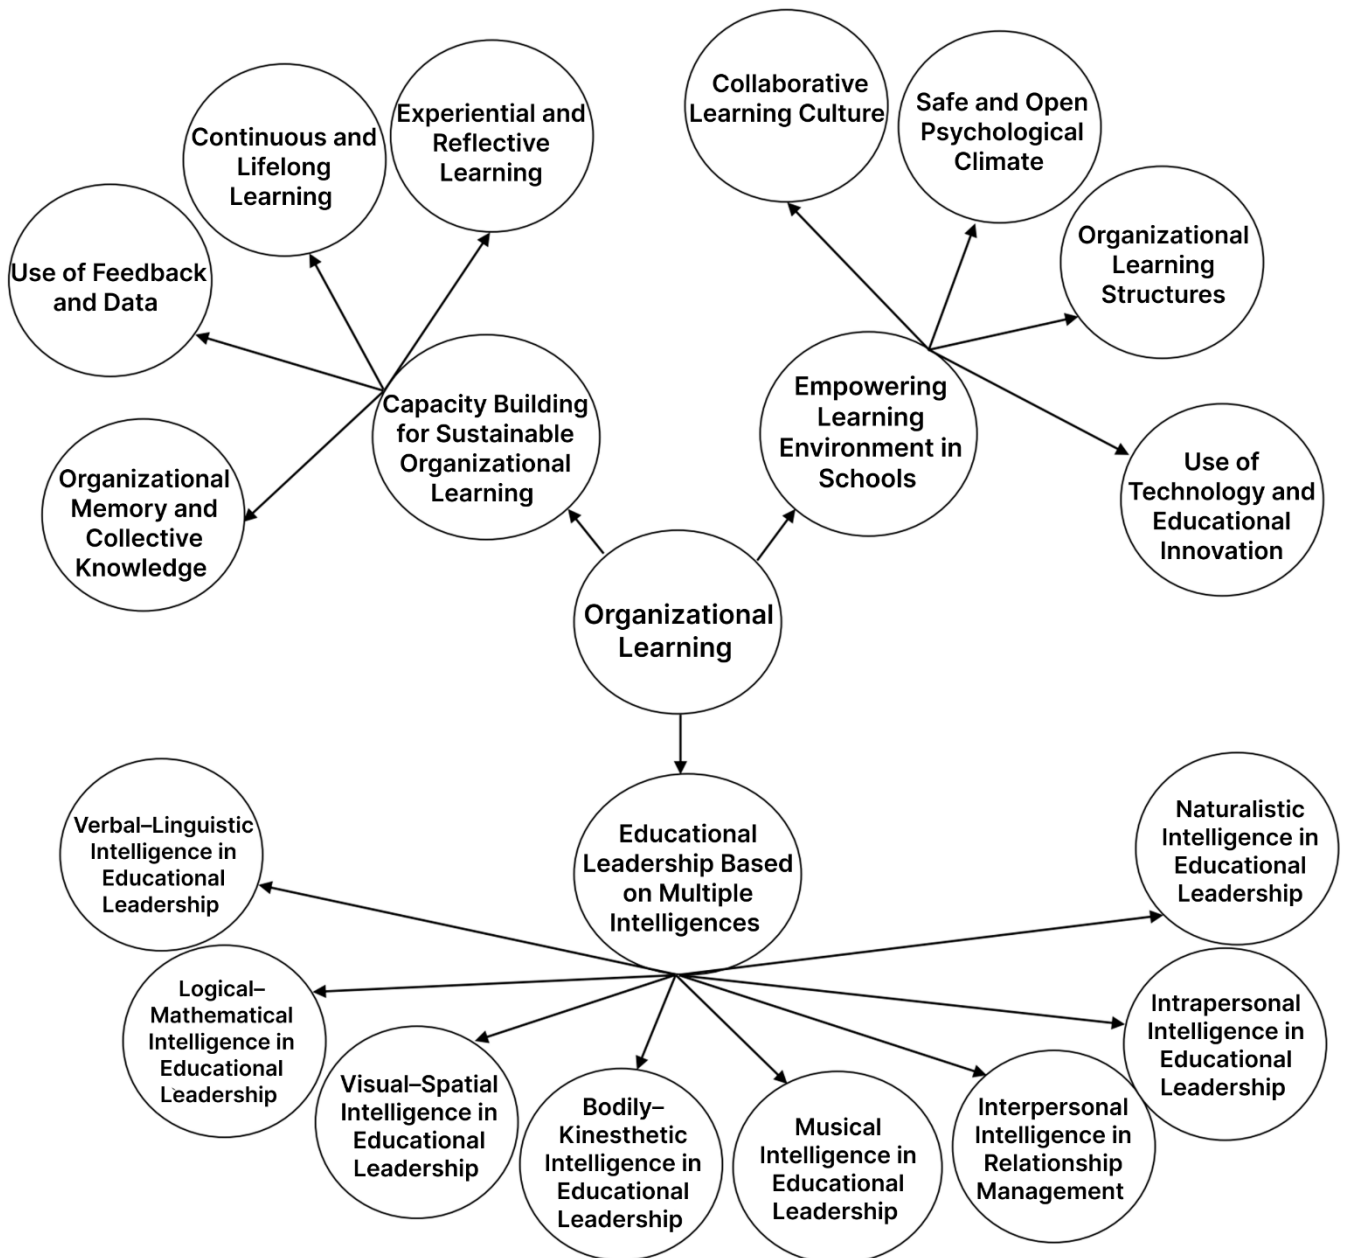 Collaborative
Learning Culture
Safe and Open
Psychological
Climate
Experiential and
Reflective
Learning
Continuous and
Lifelong
Learning
Organizational
Learning
Structures
Use of Feedback
and Data
Empowering
Learning
Environment in
Schools
Capacity Building
for Sustainable
Organizational
Learning
Use of
Technology and
Educational
Innovation
Organizational
Memory and
Collective
Knowledge
Organizational
Learning
Educational
Leadership Based
on Multiple
Intelligences
Verbal–Linguistic
Intelligence in
Educational
Leadership
Logical–
Mathematical
Intelligence in
Educational
Leadership
Visual–Spatial
Intelligence in
Educational
Leadership
Bodily–
Kinesthetic
Intelligence in
Educational
Leadership
Musical
Intelligence in
Educational
Leadership
Interpersonal
Intelligence in
Relationship
Management
Intrapersonal
Intelligence in
Educational
Leadership
Naturalistic
Intelligence in
Educational
Leadership